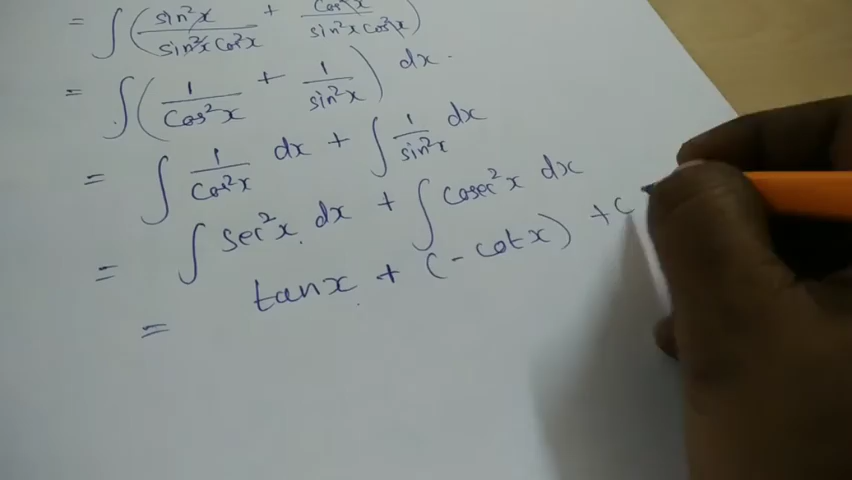 = ∫ ( sin²x / sin²x cos²x + cos²x / sin²x cos²x )
= ∫ ( 1 / cos²x + 1 / sin²x ) dx.
= ∫ 1 / cos²x dx + ∫ 1 / sin²x dx
= ∫ sec²x dx + ∫ cosec²x dx
= tanx + (-cotx) + C